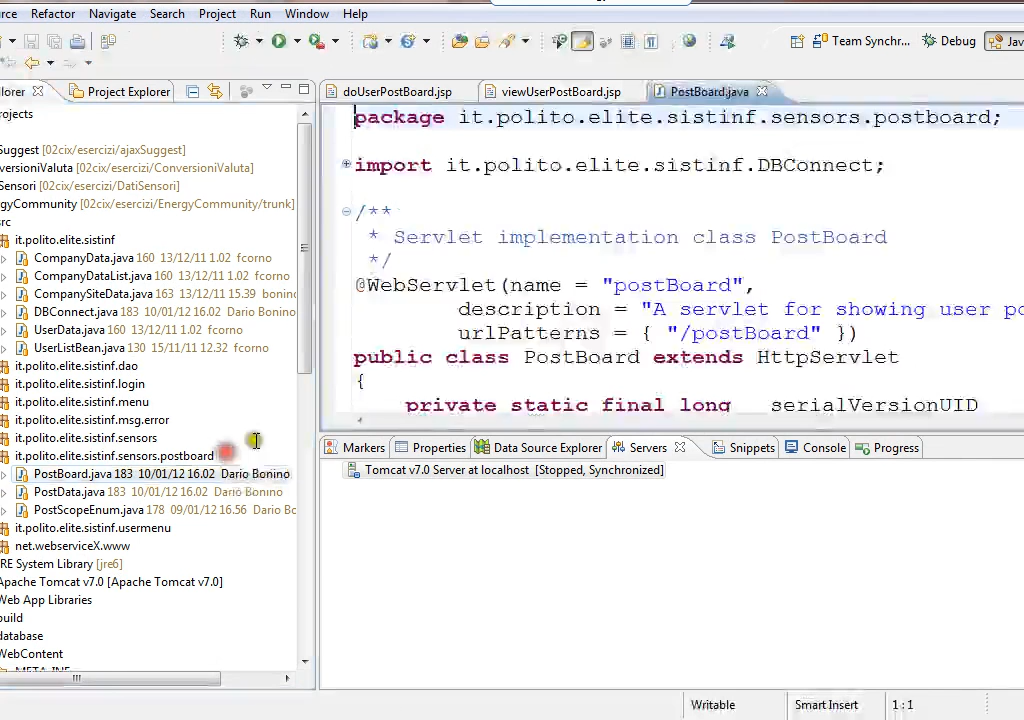 rce Refactor Navigate Search Project Run Window Help
Team Synchr... Debug Jav
lorer Project Explorer
doUserPostBoard.jsp viewUserPostBoard.jsp PostBoard.java
rojects
Suggest [02cix/esercizi/ajaxSuggest]
versioniValuta [02cix/esercizi/ConversioniValuta]
Sensori [02cix/esercizi/DatiSensori]
rgyCommunity [02cix/esercizi/EnergyCommunity/trunk]
rc
it.polito.elite.sistinf
CompanyData.java 160 13/12/11 1.02 fcorno
CompanyDataList.java 160 13/12/11 1.02 fcorno
CompanySiteData.java 163 13/12/11 15.39 bonino
DBConnect.java 183 10/01/12 16.02 Dario Bonino
UserData.java 160 13/12/11 1.02 fcorno
UserListBean.java 130 15/11/11 12.32 fcorno
it.polito.elite.sistinf.dao
it.polito.elite.sistinf.login
it.polito.elite.sistinf.menu
it.polito.elite.sistinf.msg.error
it.polito.elite.sistinf.sensors
it.polito.elite.sistinf.sensors.postboard
PostBoard.java 183 10/01/12 16.02 Dario Bonino
PostData.java 183 10/01/12 16.02 Dario Bonino
PostScopeEnum.java 178 09/01/12 16.56 Dario Bo
it.polito.elite.sistinf.usermenu
net.webserviceX.www
RE System Library [jre6]
Apache Tomcat v7.0 [Apache Tomcat v7.0]
Web App Libraries
build
database
WebContent
META-INF
package it.polito.elite.sistinf.sensors.postboard;
import it.polito.elite.sistinf.DBConnect;
/**
* Servlet implementation class PostBoard
*/
@WebServlet(name = "postBoard",
description = "A servlet for showing user po
urlPatterns = { "/postBoard" })
public class PostBoard extends HttpServlet
{
private static final long serialVersionUID
Markers Properties Data Source Explorer Servers Snippets Console Progress
Tomcat v7.0 Server at localhost [Stopped, Synchronized]
Writable Smart Insert 1 : 1